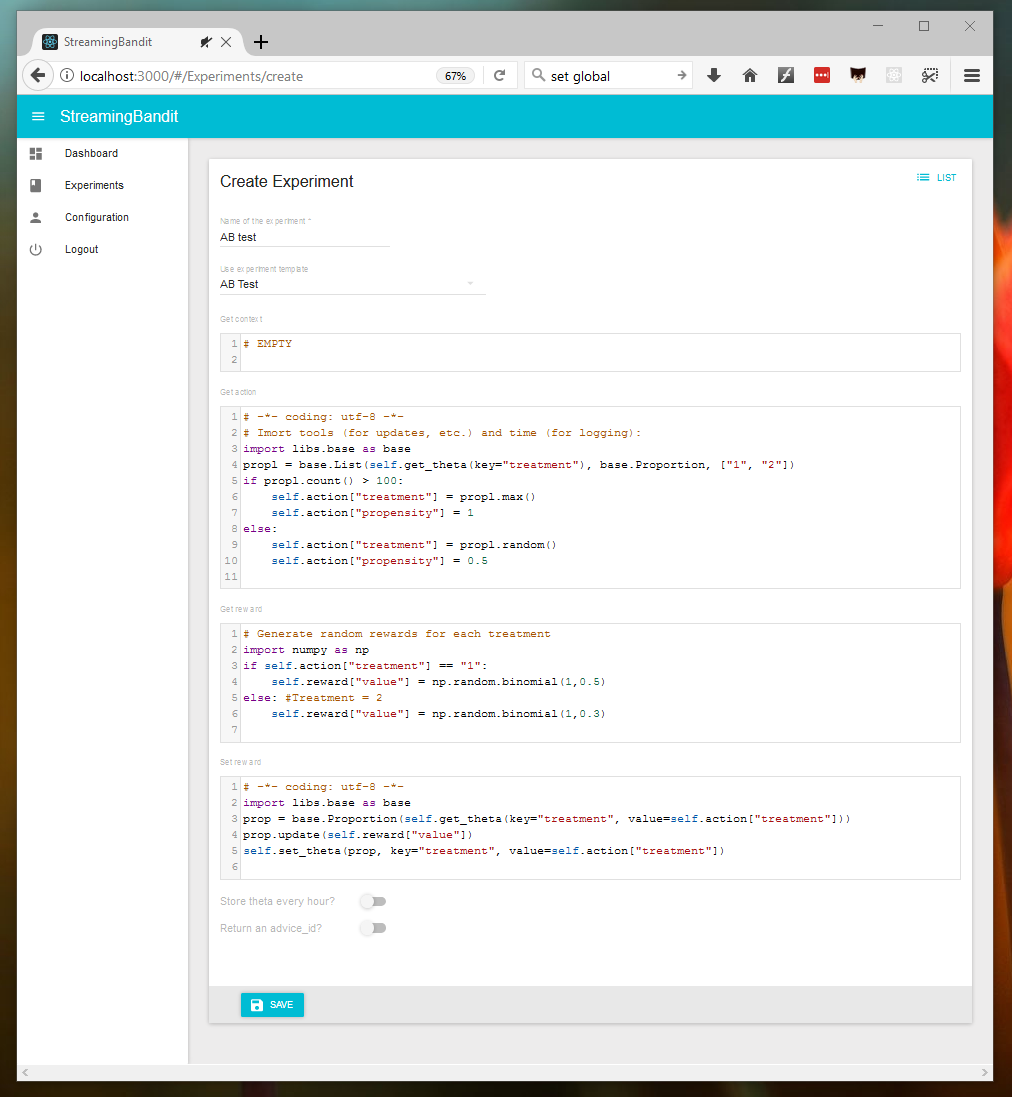 StreamingBandit
localhost:3000/#/Experiments/create
67%
set global
StreamingBandit
Dashboard
Experiments
Configuration
Logout
Create Experiment
LIST
Name of the experiment *
AB test
Use experiment template
AB Test
Get context
1 # EMPTY
2
Get action
1 # -*- coding: utf-8 -*-
2 # Imort tools (for updates, etc.) and time (for logging):
3 import libs.base as base
4 propl = base.List(self.get_theta(key="treatment"), base.Proportion, ["1", "2"])
5 if propl.count() > 100:
6     self.action["treatment"] = propl.max()
7     self.action["propensity"] = 1
8 else:
9     self.action["treatment"] = propl.random()
10     self.action["propensity"] = 0.5
11
Get reward
1 # Generate random rewards for each treatment
2 import numpy as np
3 if self.action["treatment"] == "1":
4     self.reward["value"] = np.random.binomial(1,0.5)
5 else: #Treatment = 2
6     self.reward["value"] = np.random.binomial(1,0.3)
7
Set reward
1 # -*- coding: utf-8 -*-
2 import libs.base as base
3 prop = base.Proportion(self.get_theta(key="treatment", value=self.action["treatment"]))
4 prop.update(self.reward["value"])
5 self.set_theta(prop, key="treatment", value=self.action["treatment"])
6
Store theta every hour?
Return an advice_id?
SAVE